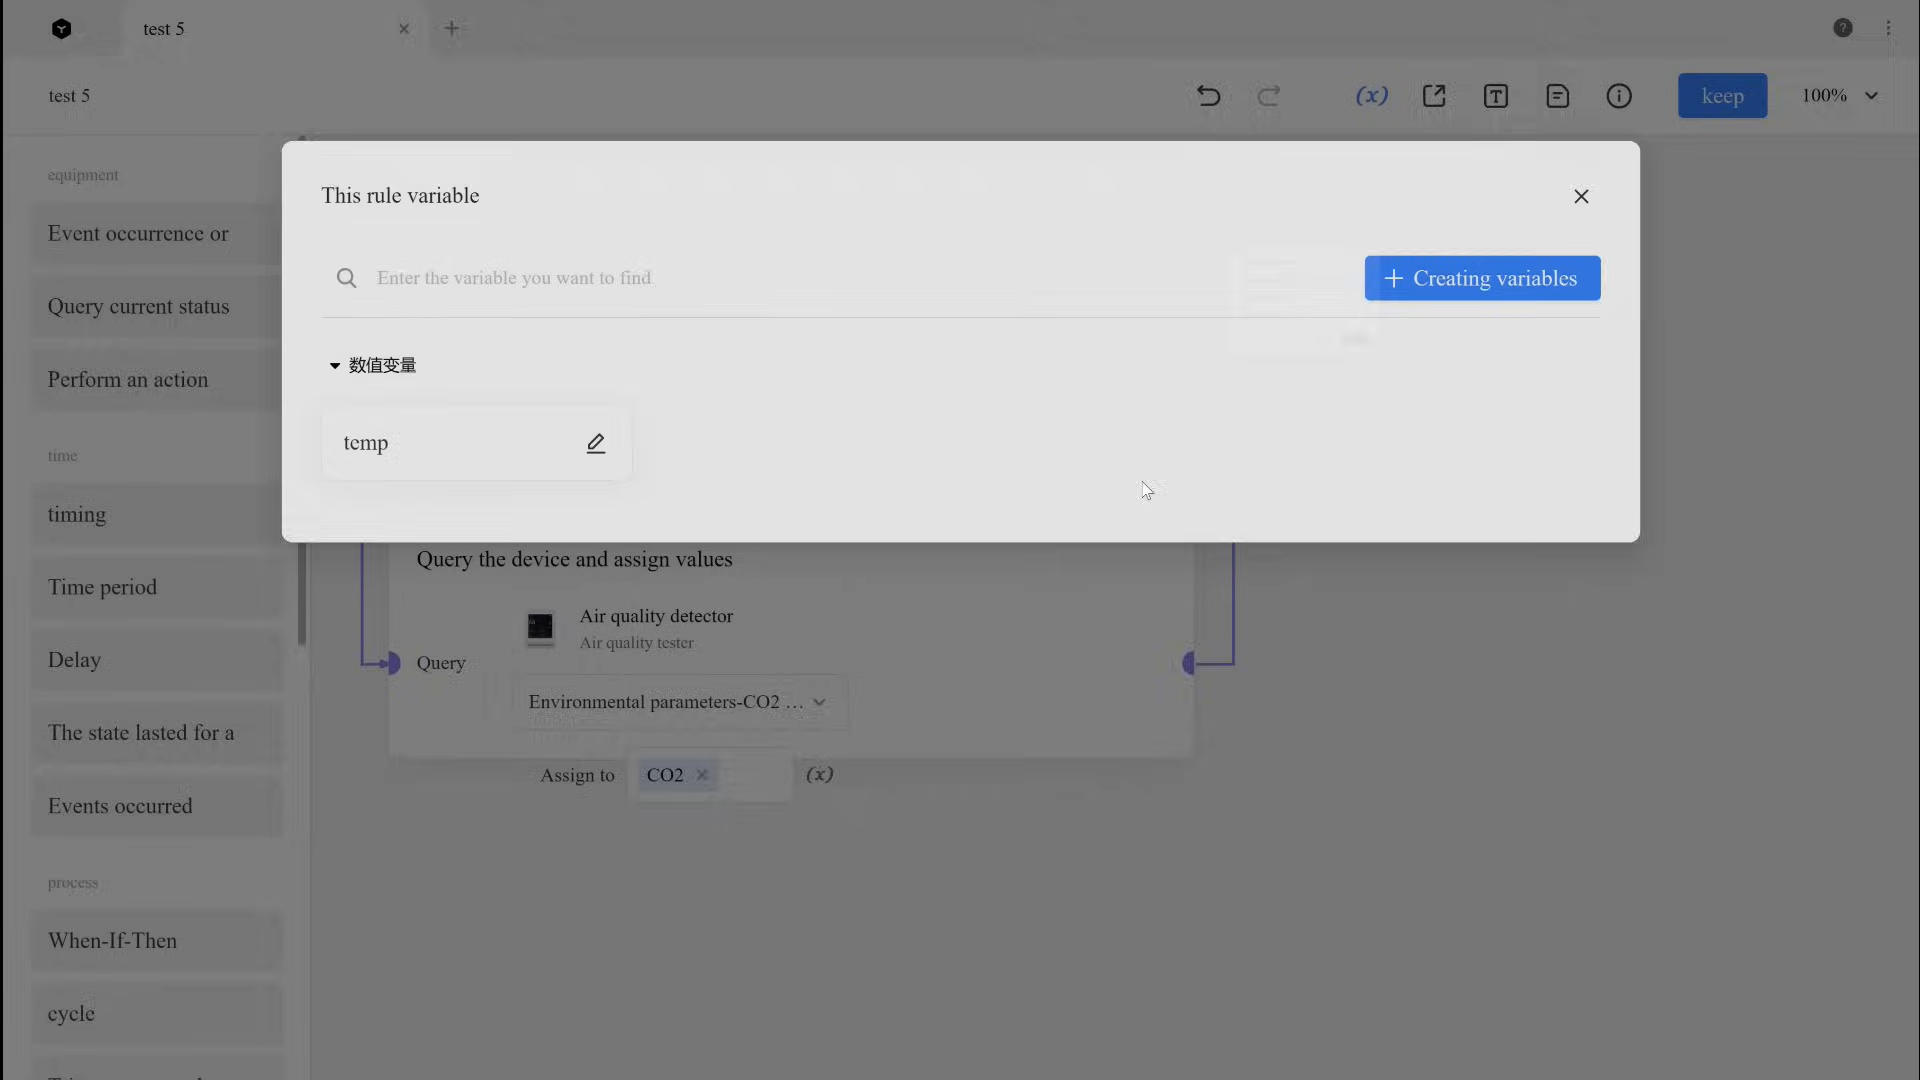 test 5
test 5
(x)
keep
100%
equipment
Event occurrence or
Query current status
Perform an action
time
timing
Time period
Delay
The state lasted for a
Events occurred
process
When-If-Then
cycle
This rule variable
Enter the variable you want to find
Creating variables
数值变量
temp
Query the device and assign values
Air quality detector
Air quality tester
Query
Environmental parameters-CO2 ...
Assign to
CO2
(x)